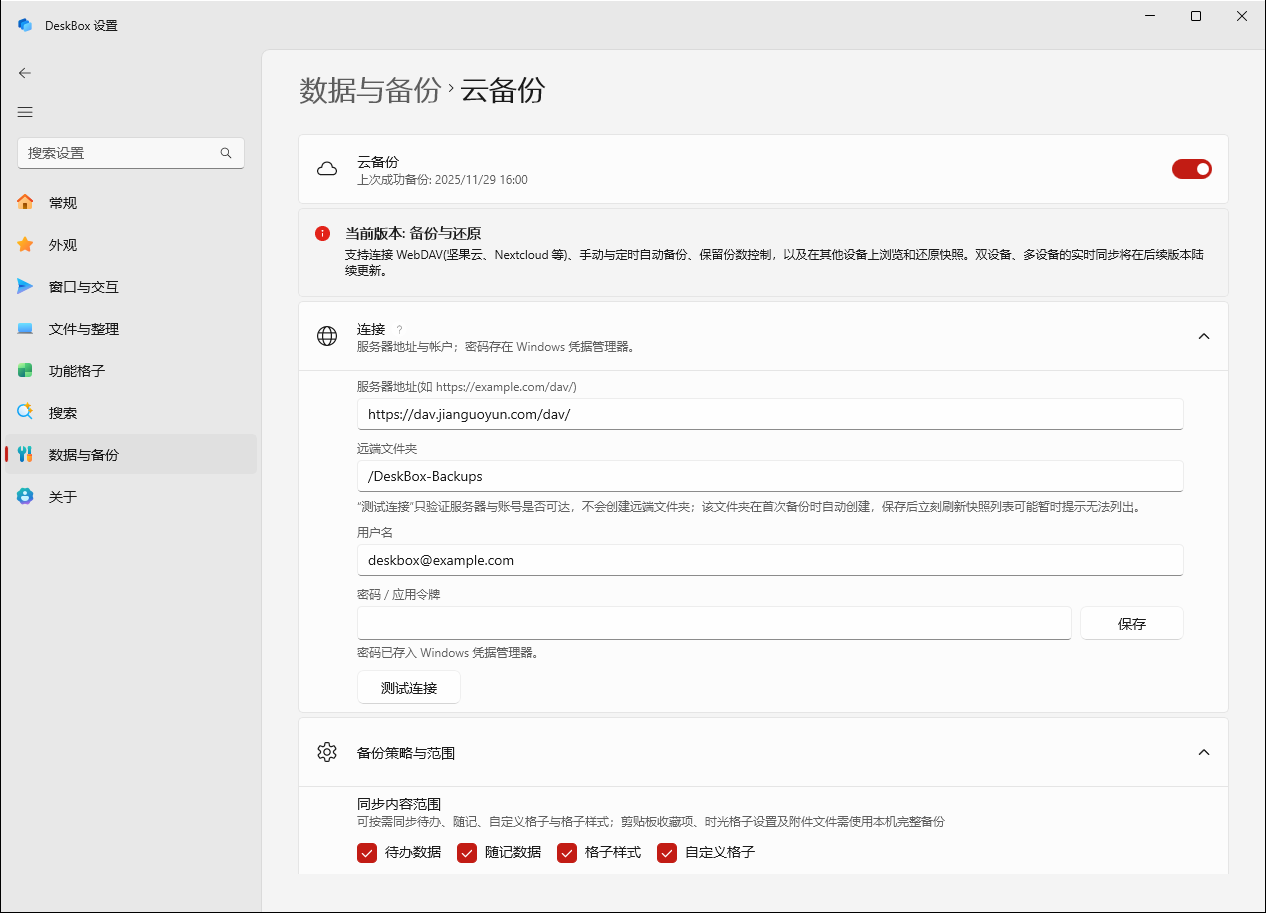 DeskBox 设置
搜索设置
常规
外观
窗口与交互
文件与整理
功能格子
搜索
数据与备份
关于
数据与备份 › 云备份
云备份
上次成功备份: 2025/11/29 16:00
当前版本: 备份与还原
支持连接 WebDAV(坚果云、Nextcloud 等)、手动与定时自动备份、保留份数控制，以及在其他设备上浏览和还原快照。双设备、多设备的实时同步将在后续版本陆
续更新。
连接 ?
服务器地址与帐户；密码存在 Windows 凭据管理器。
服务器地址(如 https://example.com/dav/)
https://dav.jianguoyun.com/dav/
远端文件夹
/DeskBox-Backups
“测试连接”只验证服务器与账号是否可达，不会创建远端文件夹；该文件夹在首次备份时自动创建，保存后立刻刷新快照列表可能暂时提示无法列出。
用户名
deskbox@example.com
密码 / 应用令牌
保存
密码已存入 Windows 凭据管理器。
测试连接
备份策略与范围
同步内容范围
可按需同步待办、随记、自定义格子与格子样式；剪贴板收藏项、时光格子设置及附件文件需使用本机完整备份
待办数据 随记数据 格子样式 自定义格子